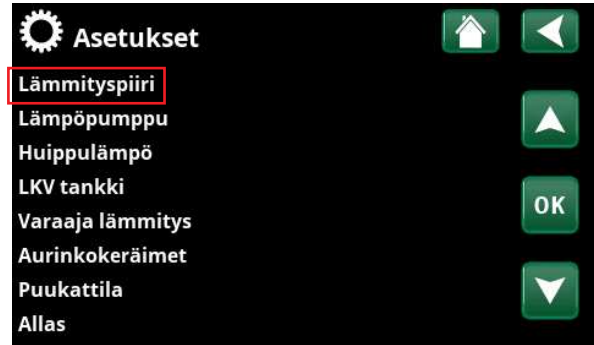 Asetukset
Lämmityspiiri
Lämpöpumppu
Huippulämpö
LKV tankki
Varaaja lämmitys
OK
Aurinkokeräimet
Puukattila
Allas